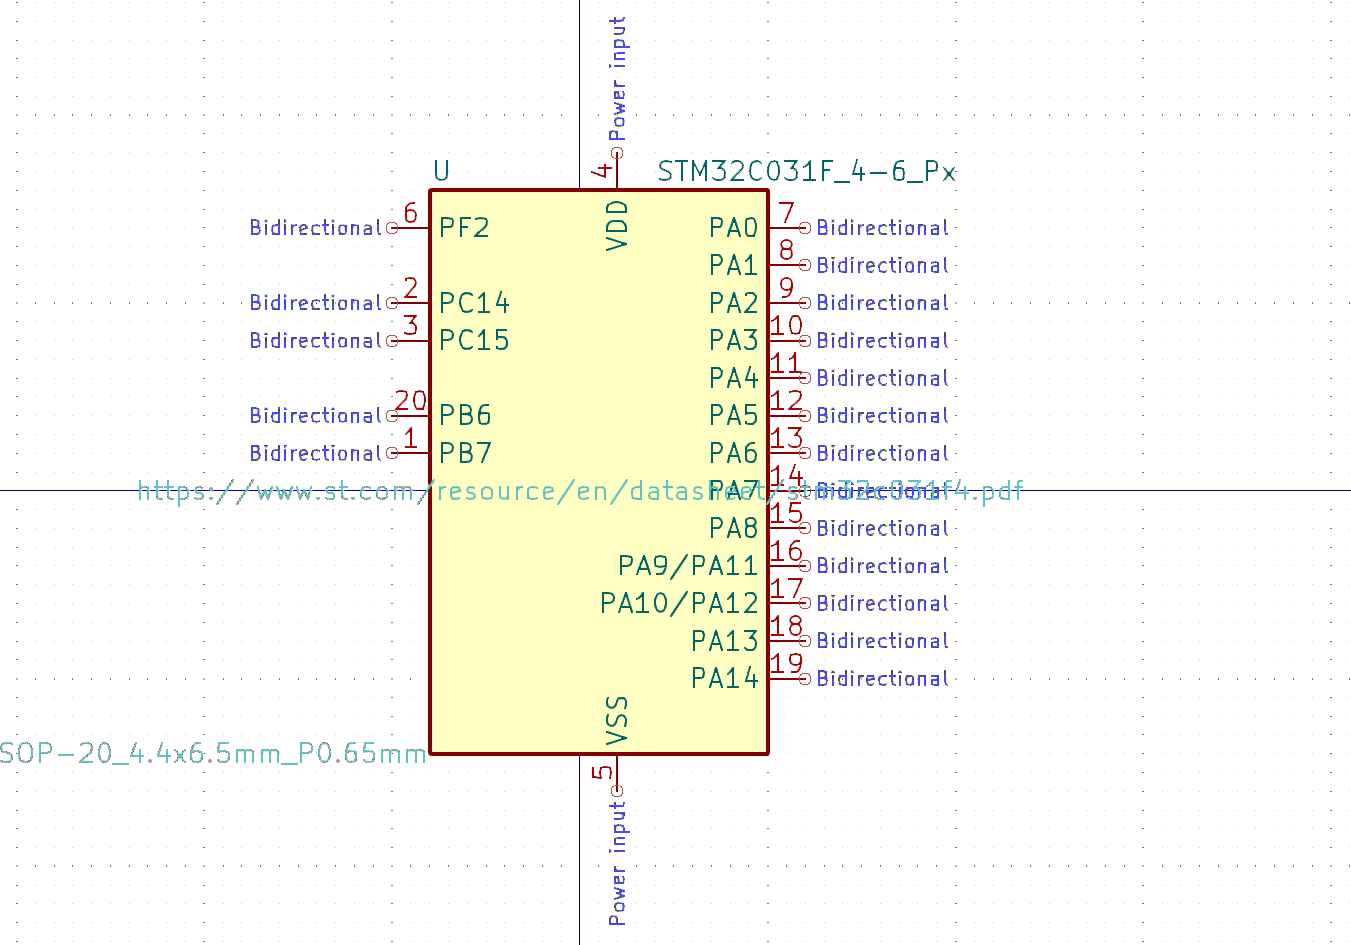 Power input
4
U
STM32C031F_4-6_Px
VDD
Bidirectional 6 PF2
PA0 7 Bidirectional
PA1 8 Bidirectional
Bidirectional 2 PC14
PA2 9 Bidirectional
Bidirectional 3 PC15
PA3 10 Bidirectional
PA4 11 Bidirectional
Bidirectional 20 PB6
PA5 12 Bidirectional
Bidirectional 1 PB7
PA6 13 Bidirectional
https://www.st.com/resource/en/datasheet/stm32c031f4.pdf
PA7 14 Bidirectional
PA8 15 Bidirectional
PA9/PA11 16 Bidirectional
PA10/PA12 17 Bidirectional
PA13 18 Bidirectional
PA14 19 Bidirectional
VSS
SOP-20_4.4x6.5mm_P0.65mm
5
Power input